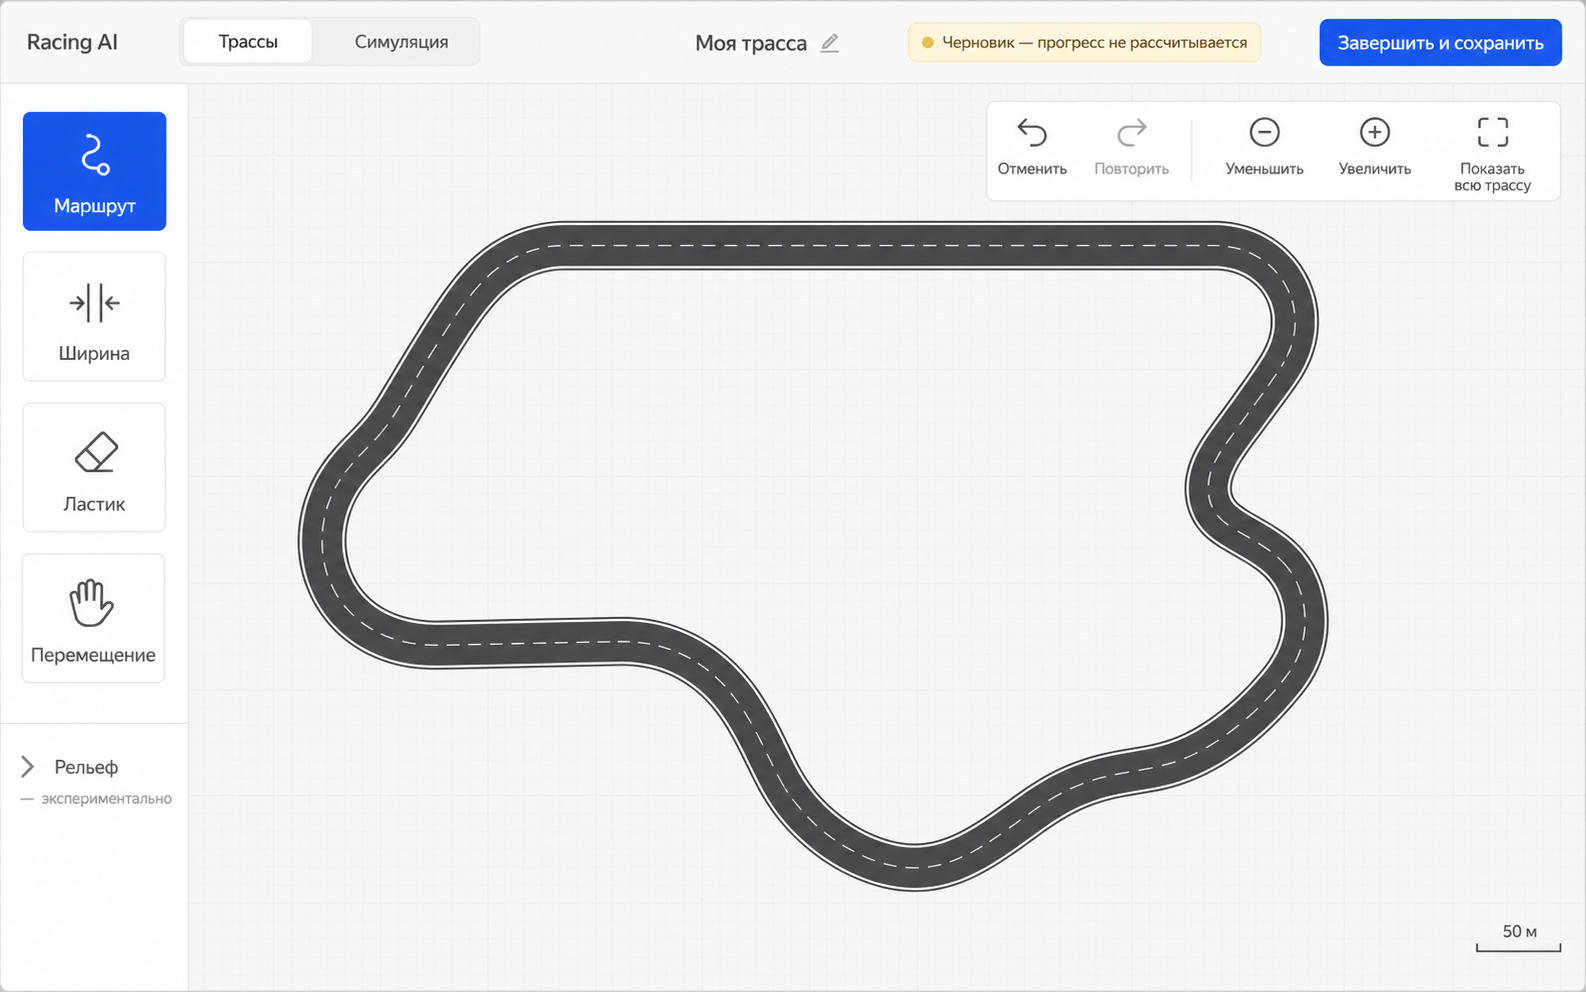 Racing AI
Трассы
Симуляция
Моя трасса
Черновик — прогресс не рассчитывается
Завершить и сохранить
Маршрут
Ширина
Ластик
Перемещение
Рельеф
— экспериментально
Отменить
Повторить
Уменьшить
Увеличить
Показать
всю трассу
50 м